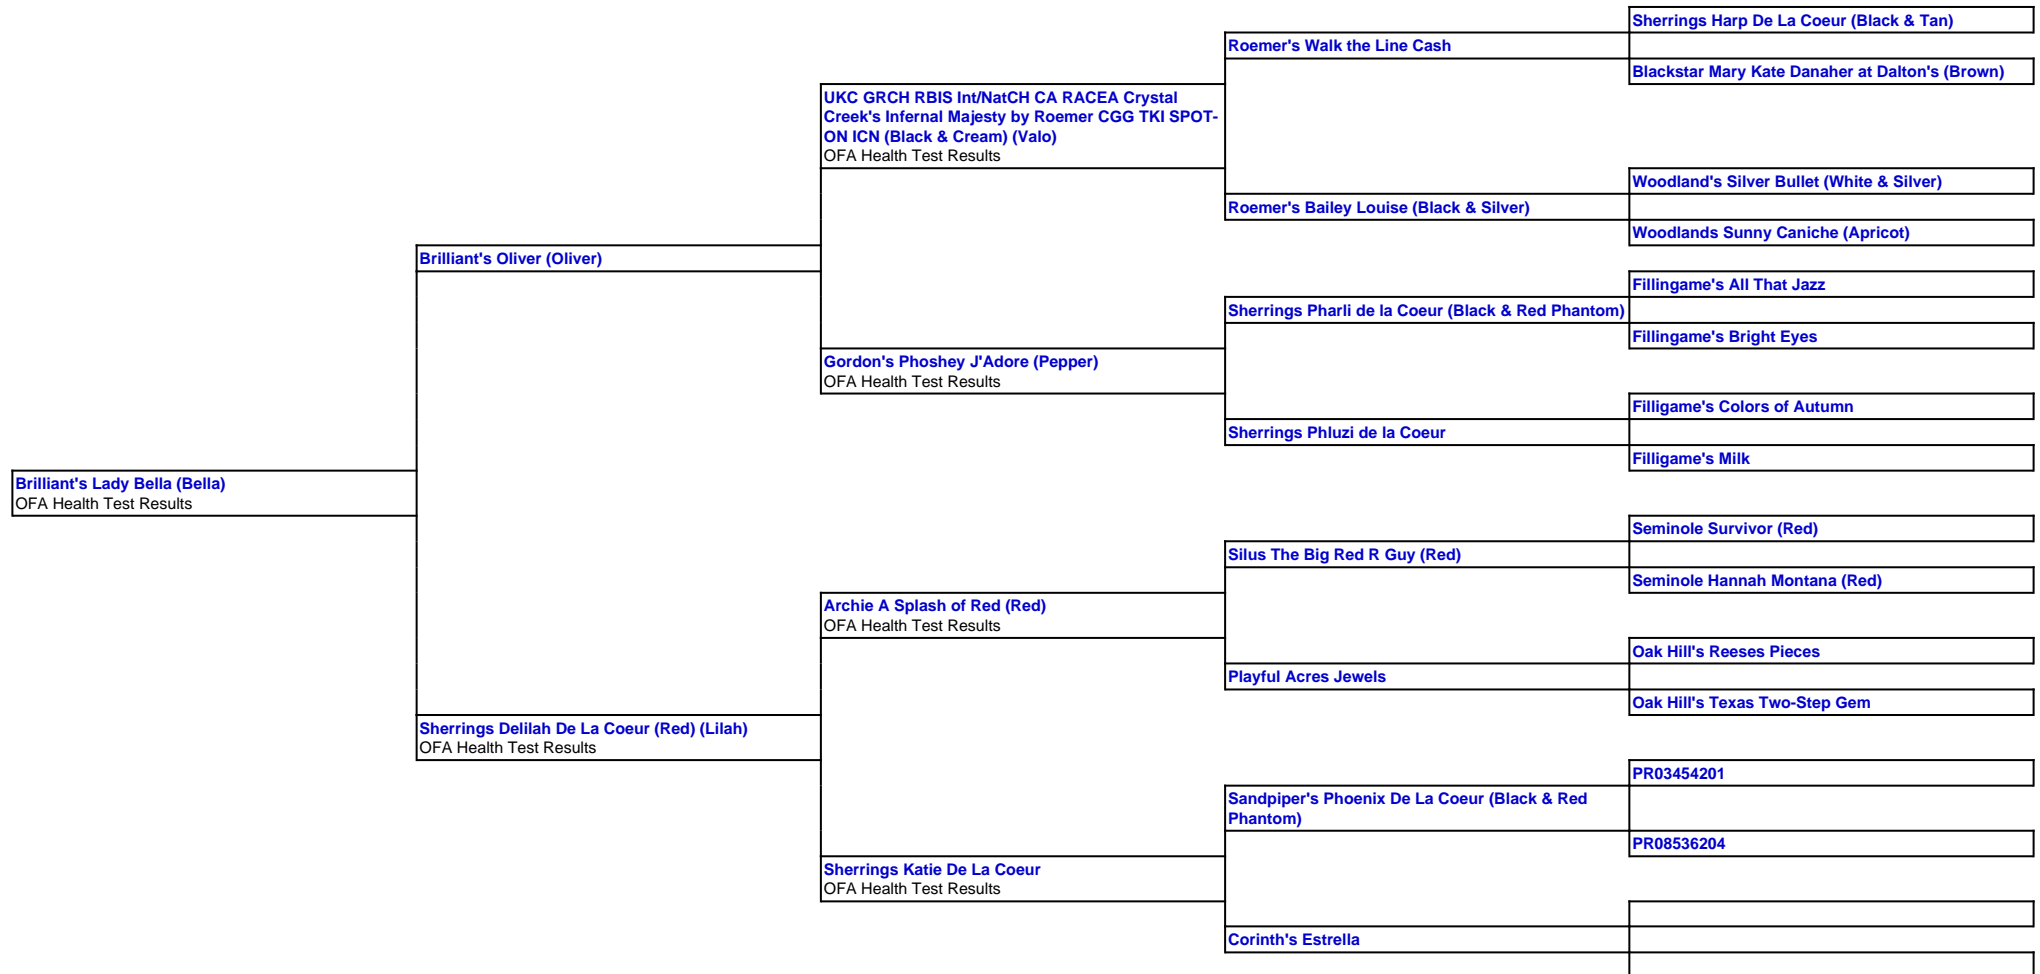 Sherrings Harp De La Coeur (Black & Tan)
Roemer's Walk the Line Cash
Blackstar Mary Kate Danaher at Dalton's (Brown)
UKC GRCH RBIS Int/NatCH CA RACEA Crystal
Creek's Infernal Majesty by Roemer CGG TKI SPOT-
ON ICN (Black & Cream) (Valo)
OFA Health Test Results
Woodland's Silver Bullet (White & Silver)
Roemer's Bailey Louise (Black & Silver)
Woodlands Sunny Caniche (Apricot)
Brilliant's Oliver (Oliver)
Fillingame's All That Jazz
Sherrings Pharli de la Coeur (Black & Red Phantom)
Fillingame's Bright Eyes
Gordon's Phoshey J'Adore (Pepper)
OFA Health Test Results
Filligame's Colors of Autumn
Sherrings Phluzi de la Coeur
Filligame's Milk
Brilliant's Lady Bella (Bella)
OFA Health Test Results
Seminole Survivor (Red)
Silus The Big Red R Guy (Red)
Seminole Hannah Montana (Red)
Archie A Splash of Red (Red)
OFA Health Test Results
Oak Hill's Reeses Pieces
Playful Acres Jewels
Oak Hill's Texas Two-Step Gem
Sherrings Delilah De La Coeur (Red) (Lilah)
OFA Health Test Results
PR03454201
Sandpiper's Phoenix De La Coeur (Black & Red
Phantom)
PR08536204
Sherrings Katie De La Coeur
OFA Health Test Results
Corinth's Estrella